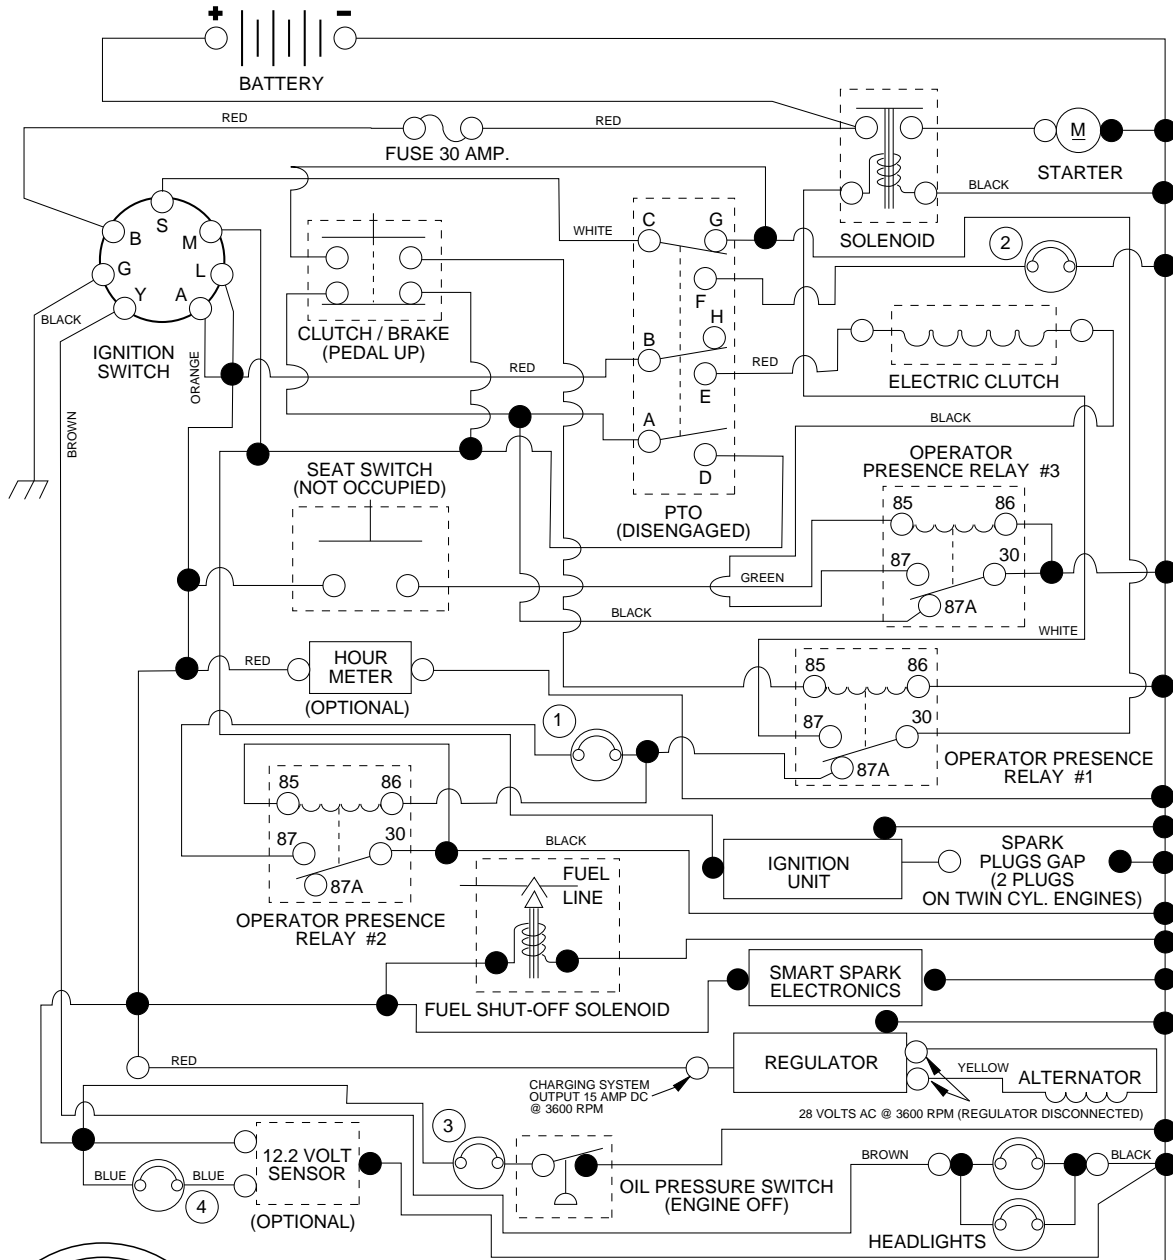 + -
BATTERY
RED
RED
FUSE 30 AMP.
M
STARTER
BLACK
SOLENOID
S
B
M
G
L
Y
A
BLACK
IGNITION
SWITCH
ORANGE
BROWN
CLUTCH / BRAKE
(PEDAL UP)
WHITE
C
G
F
H
B
E
A
D
RED
RED
PTO
(DISENGAGED)
2
ELECTRIC CLUTCH
BLACK
OPERATOR
PRESENCE RELAY #3
85
86
87
30
87A
SEAT SWITCH
(NOT OCCUPIED)
GREEN
BLACK
WHITE
RED
HOUR
METER
(OPTIONAL)
1
85
86
87
30
87A
OPERATOR PRESENCE
RELAY #1
85
86
87
30
87A
OPERATOR PRESENCE
RELAY #2
BLACK
FUEL
LINE
FUEL SHUT-OFF SOLENOID
IGNITION
UNIT
SPARK
PLUGS GAP
(2 PLUGS
ON TWIN CYL. ENGINES)
SMART SPARK
ELECTRONICS
RED
CHARGING SYSTEM
OUTPUT 15 AMP DC
@ 3600 RPM
REGULATOR
YELLOW
ALTERNATOR
28 VOLTS AC @ 3600 RPM (REGULATOR DISCONNECTED)
3
12.2 VOLT
SENSOR
(OPTIONAL)
BLUE
BLUE
4
OIL PRESSURE SWITCH
(ENGINE OFF)
BROWN
BLACK
HEADLIGHTS